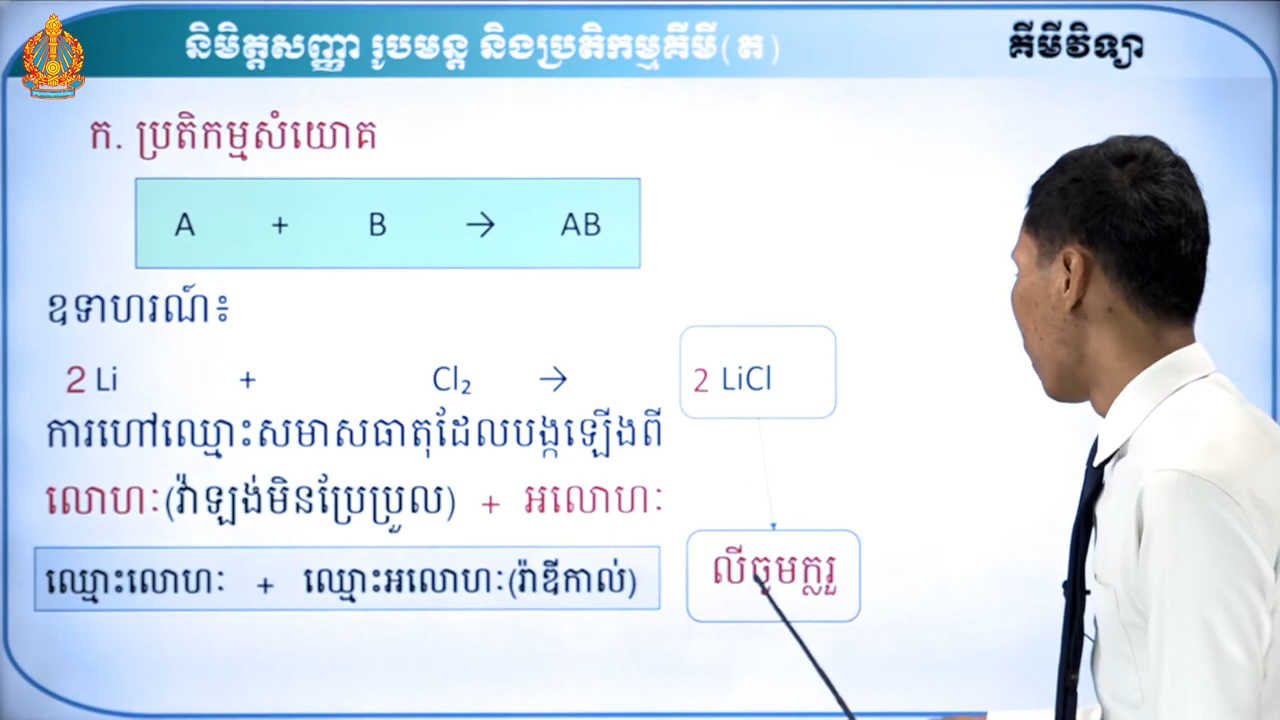 និមិត្តសញ្ញា រូបមន្ត និងប្រតិកម្មគីមី(ត)
គីមីវិទ្យា
ក. ប្រតិកម្មសំយោគ
A + B → AB
ឧទាហរណ៍៖
2 Li + Cl₂ → 2 LiCl
ការហៅឈ្មោះសមាសធាតុដែលបង្កឡើងពី
លោហៈ(វ៉ាឡង់មិនប្រែប្រួល) + អលោហៈ
ឈ្មោះលោហៈ + ឈ្មោះអលោហៈ(រ៉ាឌីកាល់)
លីចូមក្លរួ